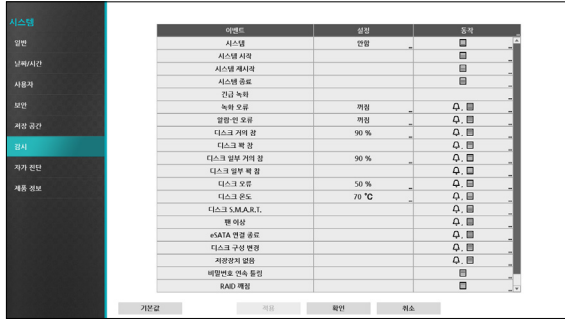 시스템
일반
날짜/시간
사용자
보안
저장 공간
감시
자가 진단
제품 정보
이벤트 설정 동작
시스템 안함
시스템 시작
시스템 재시작
시스템 종료
긴급 녹화
녹화 오류 꺼짐
알람-인 오류 꺼짐
디스크 거의 참 90 %
디스크 꽉 참
디스크 일부 거의 참 90 %
디스크 일부 꽉 참
디스크 오류 50 %
디스크 온도 70 °C
디스크 S.M.A.R.T.
팬 이상
eSATA 연결 종료
디스크 구성 변경
저장장치 없음
비밀번호 연속 틀림
RAID 깨짐
기본값 적용 확인 취소